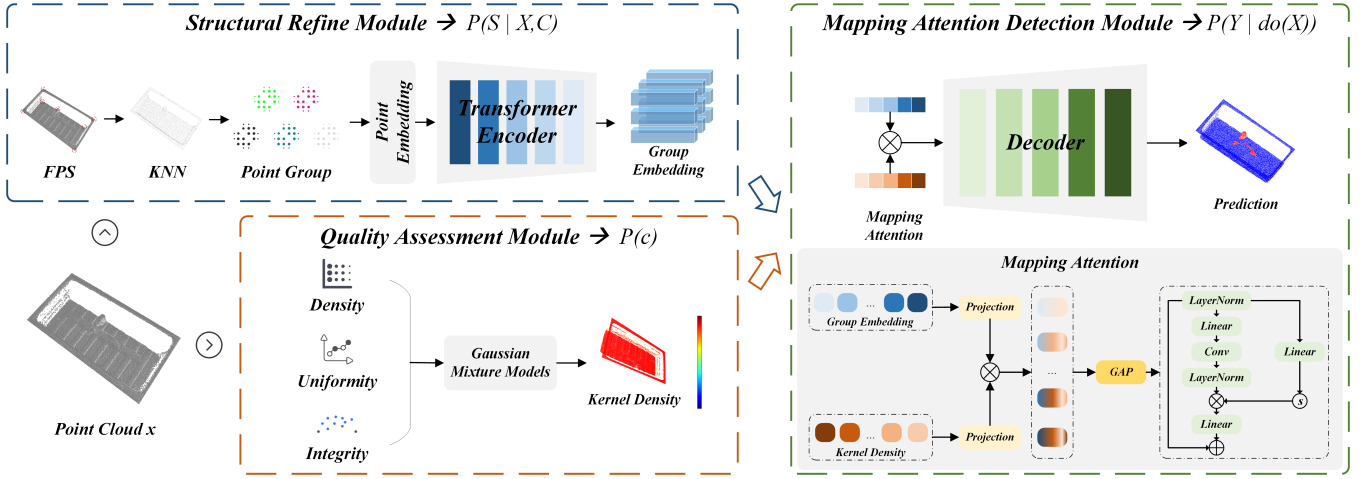 Structural Refine Module → P(S | X,C)
FPS
KNN
Point Group
Point
Embedding
Transformer
Encoder
Group
Embedding
Point Cloud x
Quality Assessment Module → P(c)
Density
Uniformity
Integrity
Gaussian
Mixture Models
Kernel Density
Mapping Attention Detection Module → P(Y | do(X))
Mapping
Attention
Decoder
Prediction
Mapping Attention
...
Group Embedding
Projection
...
Kernel Density
Projection
...
GAP
LayerNorm
Linear
Conv
LayerNorm
Linear
Linear
s